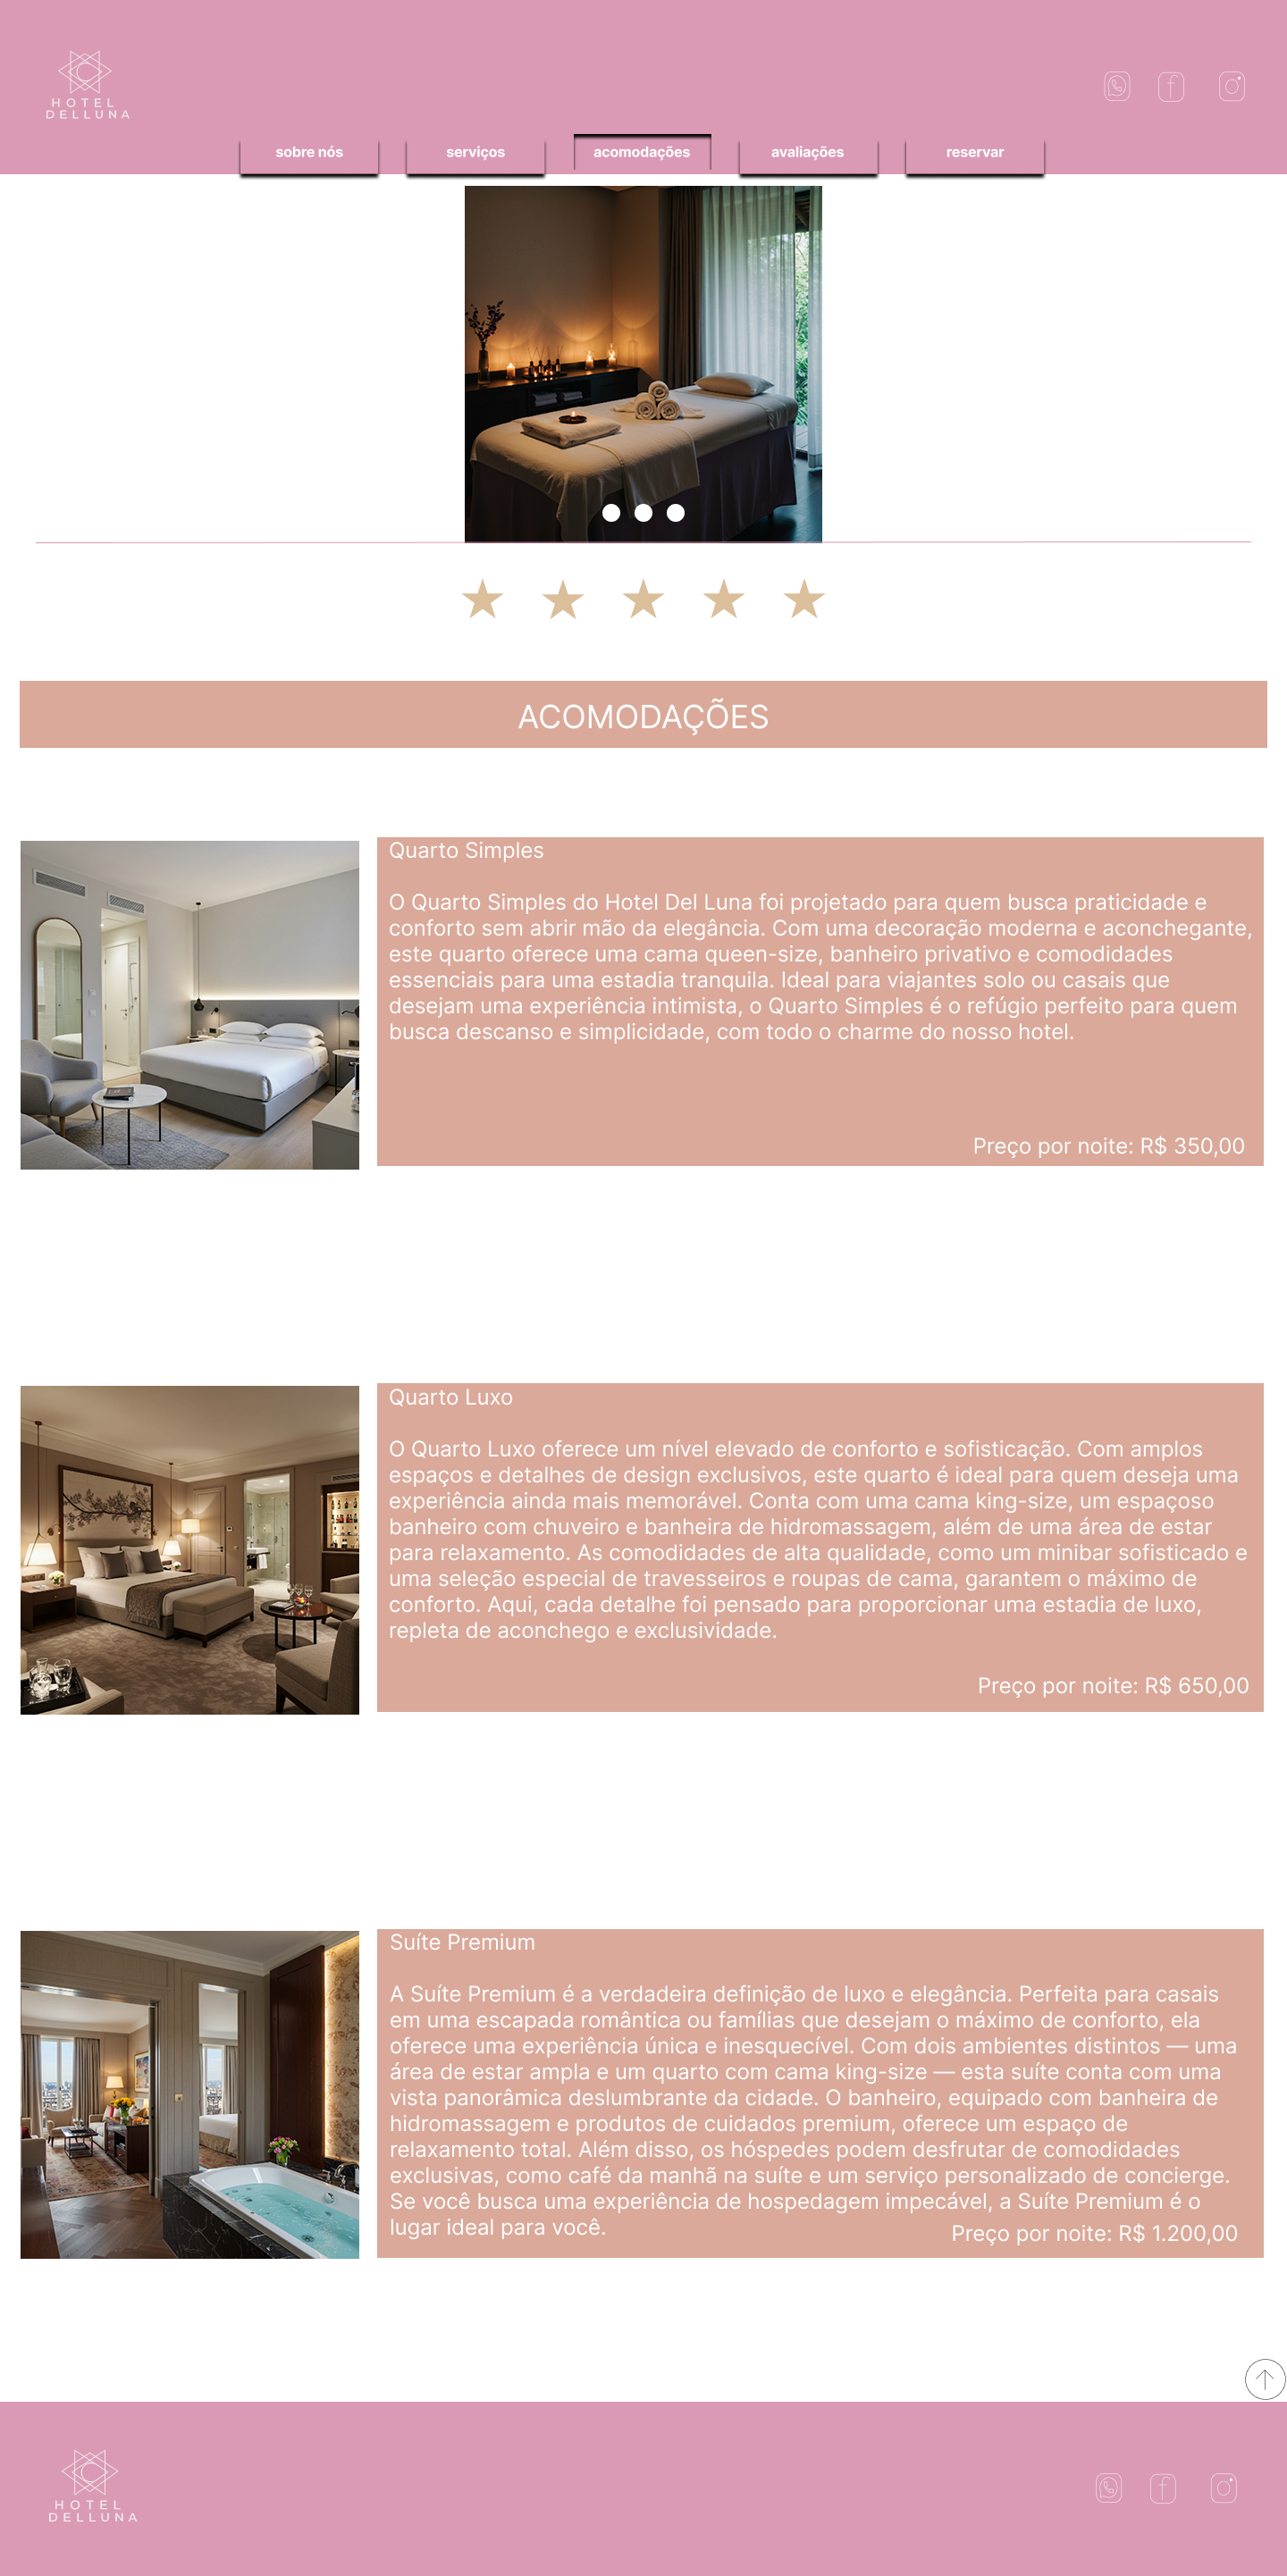 HOTEL
DELLUNA
sobre nós
serviços
acomodações
avaliações
reservar
ACOMODAÇÕES
Quarto Simples
O Quarto Simples do Hotel Del Luna foi projetado para quem busca praticidade e
conforto sem abrir mão da elegância. Com uma decoração moderna e aconchegante,
este quarto oferece uma cama queen-size, banheiro privativo e comodidades
essenciais para uma estadia tranquila. Ideal para viajantes solo ou casais que
desejam uma experiência intimista, o Quarto Simples é o refúgio perfeito para quem
busca descanso e simplicidade, com todo o charme do nosso hotel.
Preço por noite: R$ 350,00
Quarto Luxo
O Quarto Luxo oferece um nível elevado de conforto e sofisticação. Com amplos
espaços e detalhes de design exclusivos, este quarto é ideal para quem deseja uma
experiência ainda mais memorável. Conta com uma cama king-size, um espaçoso
banheiro com chuveiro e banheira de hidromassagem, além de uma área de estar
para relaxamento. As comodidades de alta qualidade, como um minibar sofisticado e
uma seleção especial de travesseiros e roupas de cama, garantem o máximo de
conforto. Aqui, cada detalhe foi pensado para proporcionar uma estadia de luxo,
repleta de aconchego e exclusividade.
Preço por noite: R$ 650,00
Suíte Premium
A Suíte Premium é a verdadeira definição de luxo e elegância. Perfeita para casais
em uma escapada romântica ou famílias que desejam o máximo de conforto, ela
oferece uma experiência única e inesquecível. Com dois ambientes distintos — uma
área de estar ampla e um quarto com cama king-size — esta suíte conta com uma
vista panorâmica deslumbrante da cidade. O banheiro, equipado com banheira de
hidromassagem e produtos de cuidados premium, oferece um espaço de
relaxamento total. Além disso, os hóspedes podem desfrutar de comodidades
exclusivas, como café da manhã na suíte e um serviço personalizado de concierge.
Se você busca uma experiência de hospedagem impecável, a Suíte Premium é o
lugar ideal para você.
Preço por noite: R$ 1.200,00
HOTEL
DELLUNA